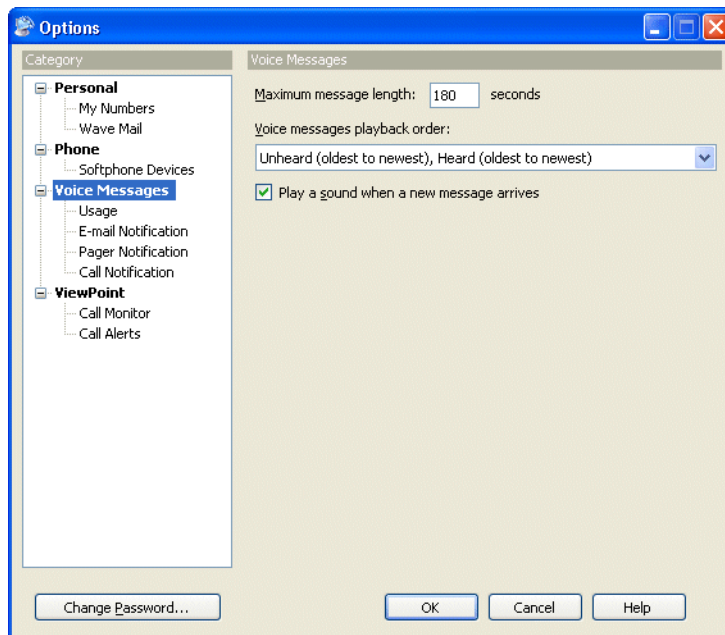 Options
Category
Personal
My Numbers
Wave Mail
Phone
Softphone Devices
Voice Messages
Usage
E-mail Notification
Pager Notification
Call Notification
ViewPoint
Call Monitor
Call Alerts
Voice Messages
Maximum message length: 180 seconds
Voice messages playback order:
Unheard (oldest to newest), Heard (oldest to newest)
Play a sound when a new message arrives
Change Password... OK Cancel Help